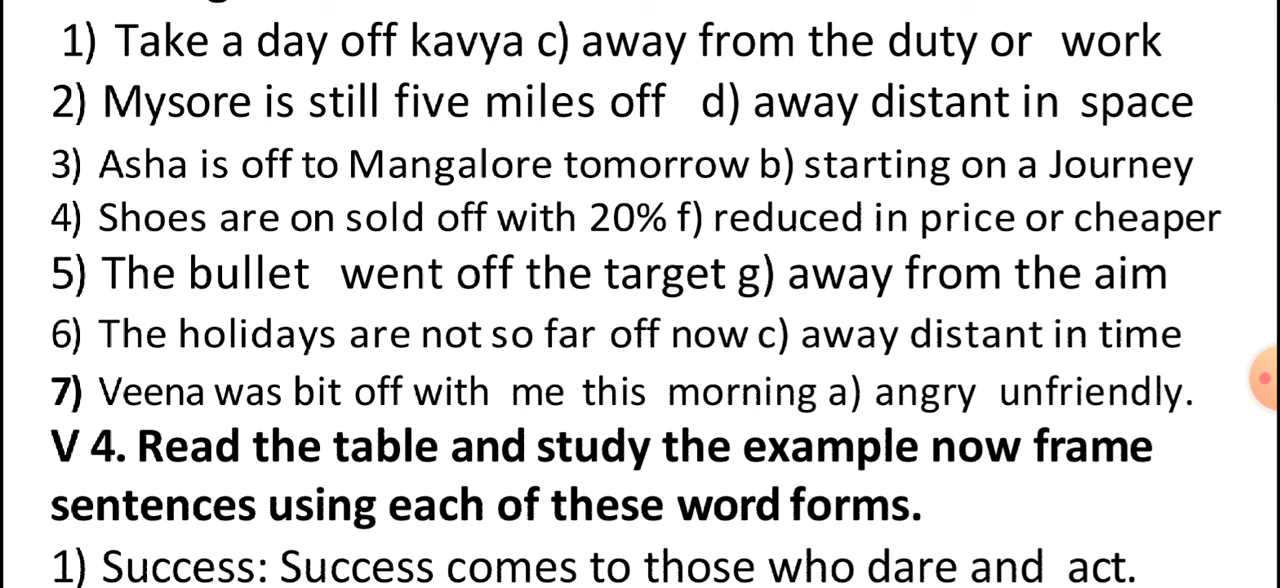 1) Take a day off kavya c) away from the duty or work
2) Mysore is still five miles off d) away distant in space
3) Asha is off to Mangalore tomorrow b) starting on a Journey
4) Shoes are on sold off with 20% f) reduced in price or cheaper
5) The bullet went off the target g) away from the aim
6) The holidays are not so far off now c) away distant in time
7) Veena was bit off with me this morning a) angry unfriendly.
V 4. Read the table and study the example now frame
sentences using each of these word forms.
1) Success: Success comes to those who dare and act.